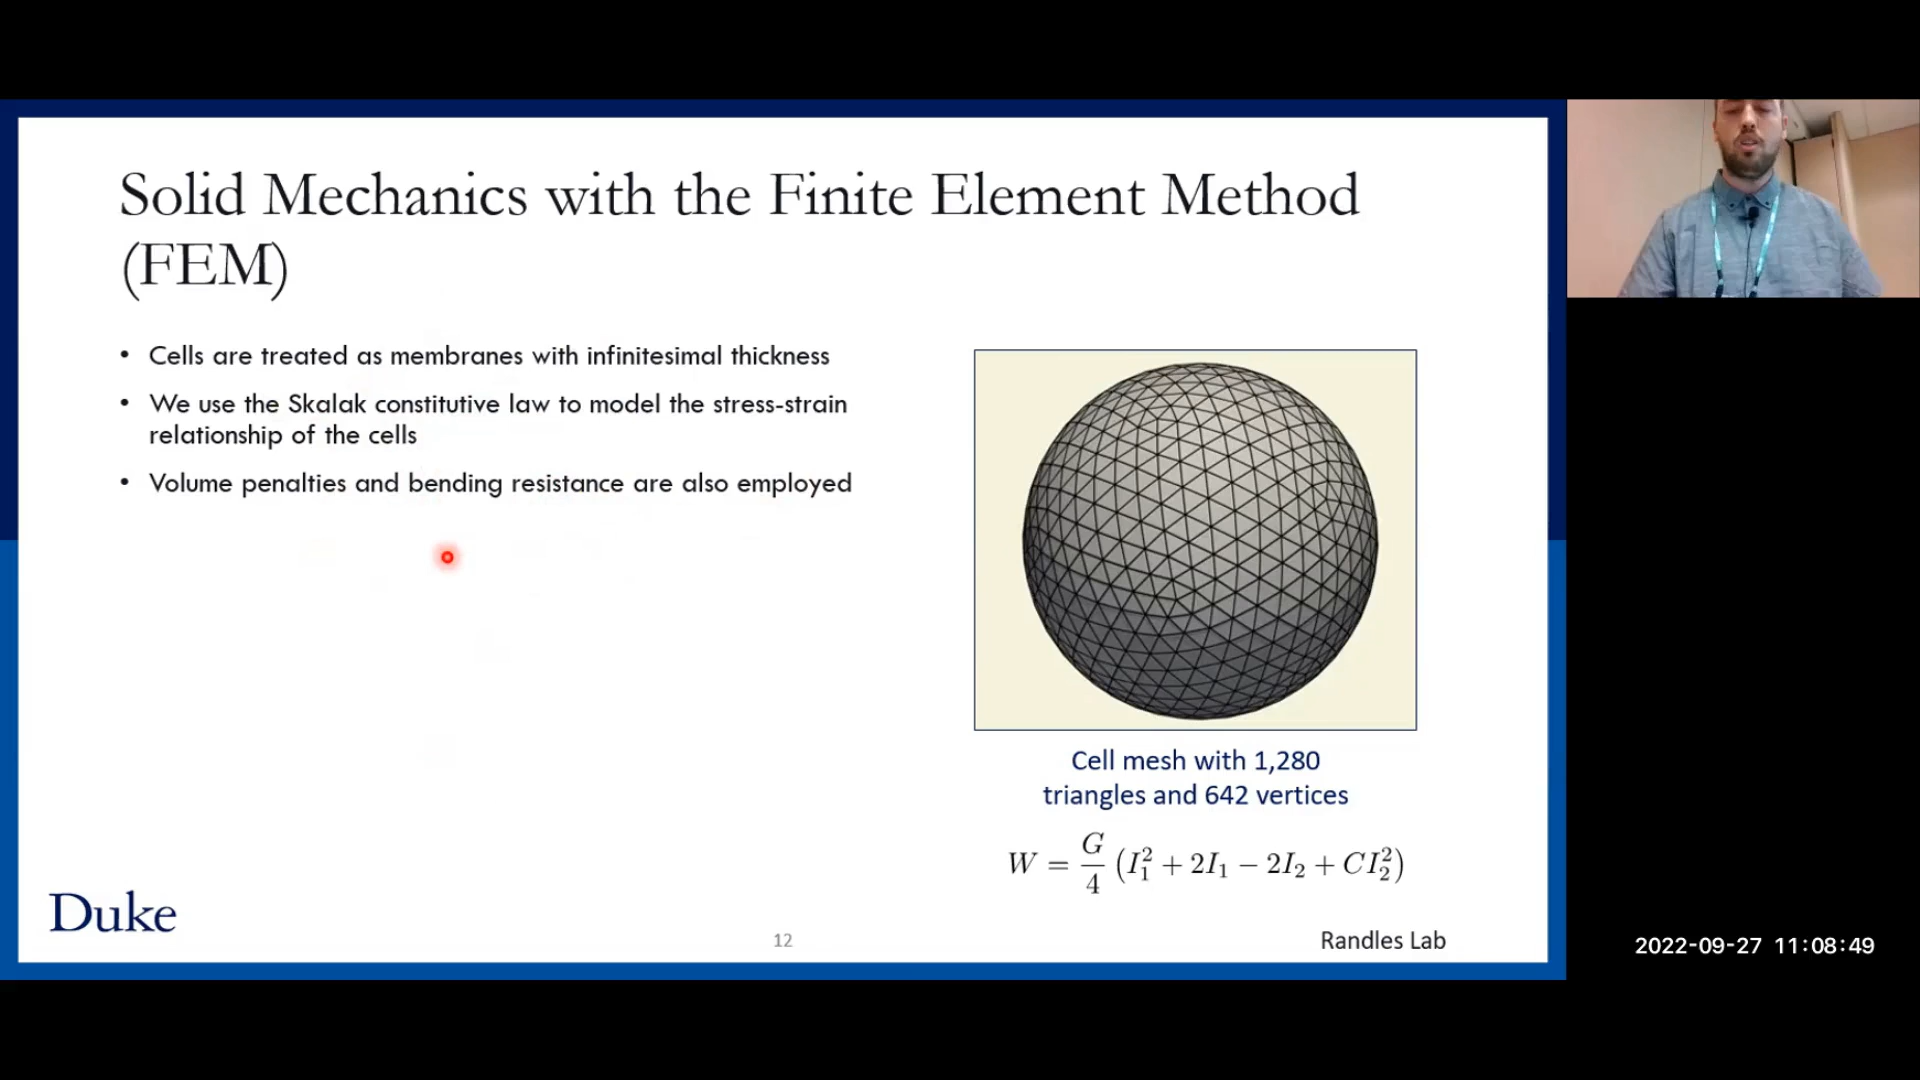 Solid Mechanics with the Finite Element Method
(FEM)
• Cells are treated as membranes with infinitesimal thickness
• We use the Skalak constitutive law to model the stress-strain
relationship of the cells
• Volume penalties and bending resistance are also employed
Cell mesh with 1,280
triangles and 642 vertices
W = G/4 (I₁² + 2I₁ − 2I₂ + CI₂²)
Duke
12
Randles Lab
2022-09-27 11:08:49